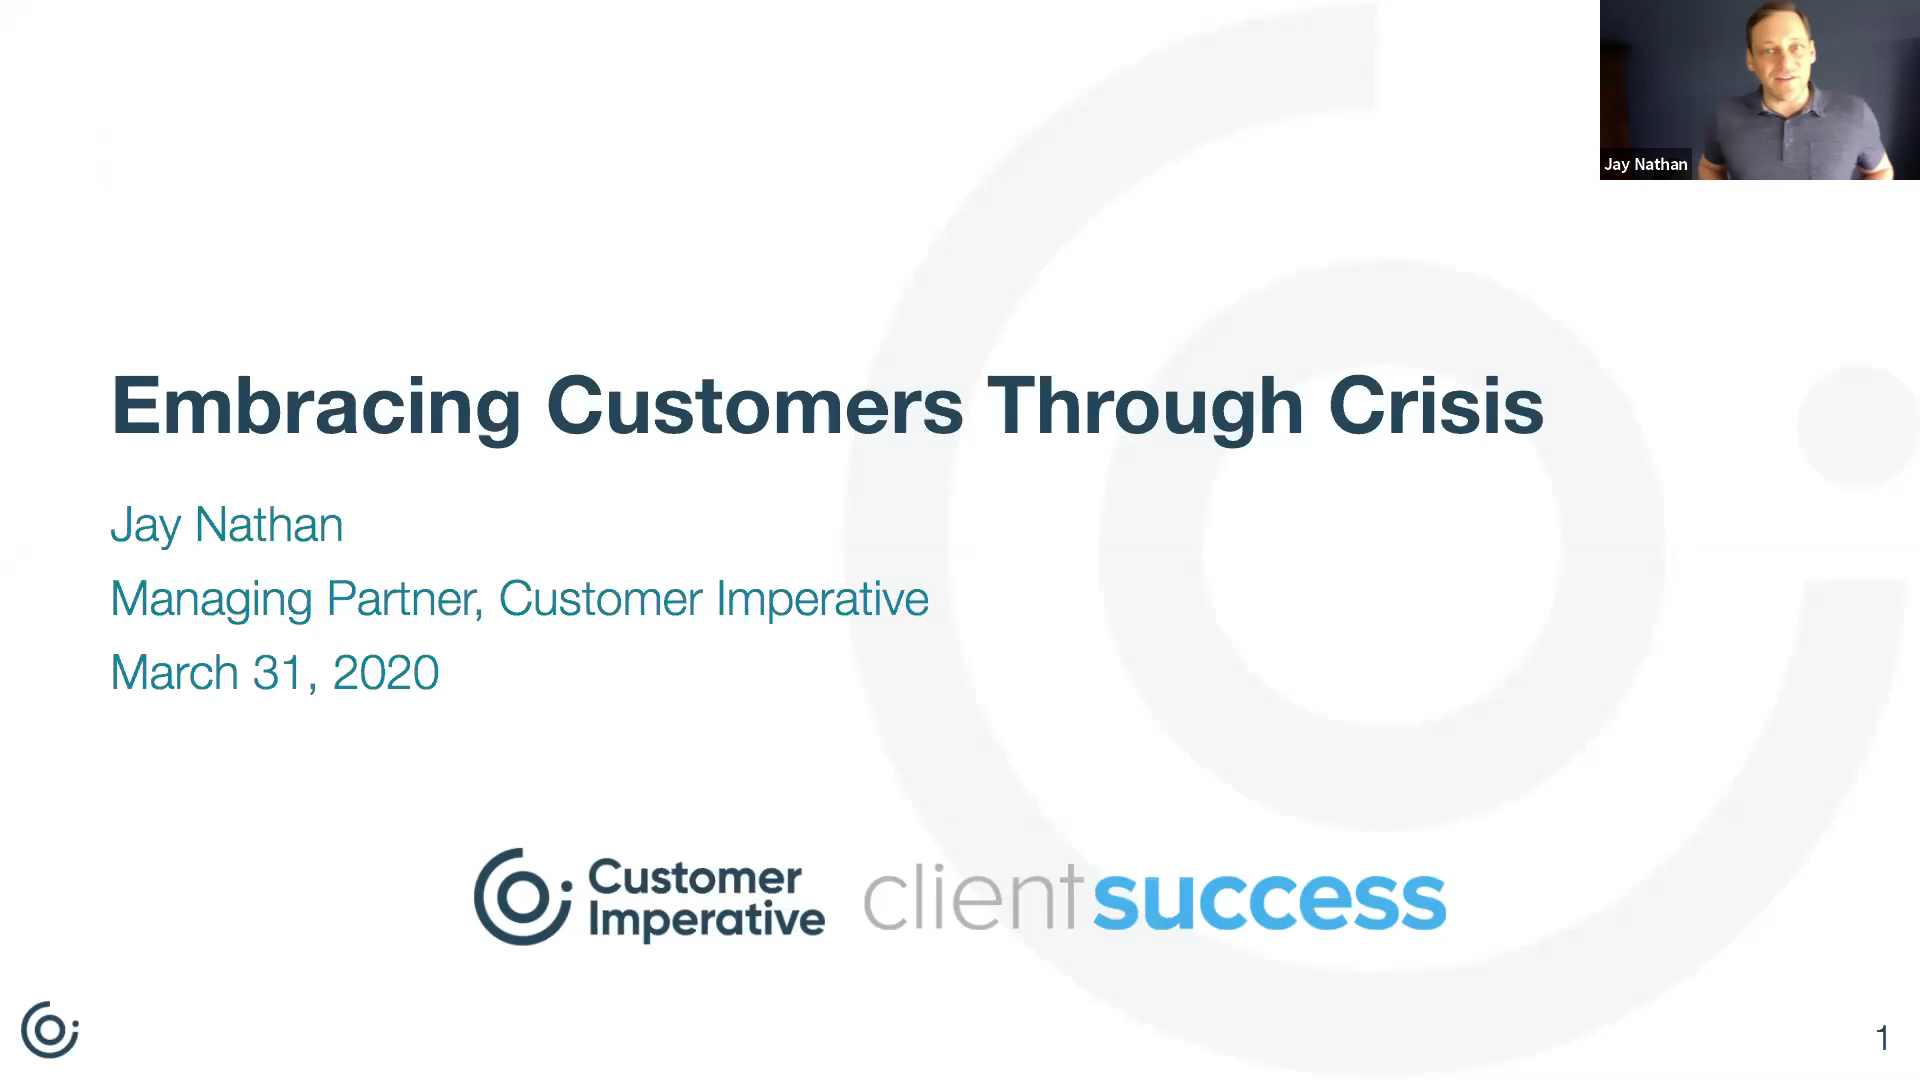 Jay Nathan
Embracing Customers Through Crisis
Jay Nathan
Managing Partner, Customer Imperative
March 31, 2020
Customer
Imperative
clientsuccess
1